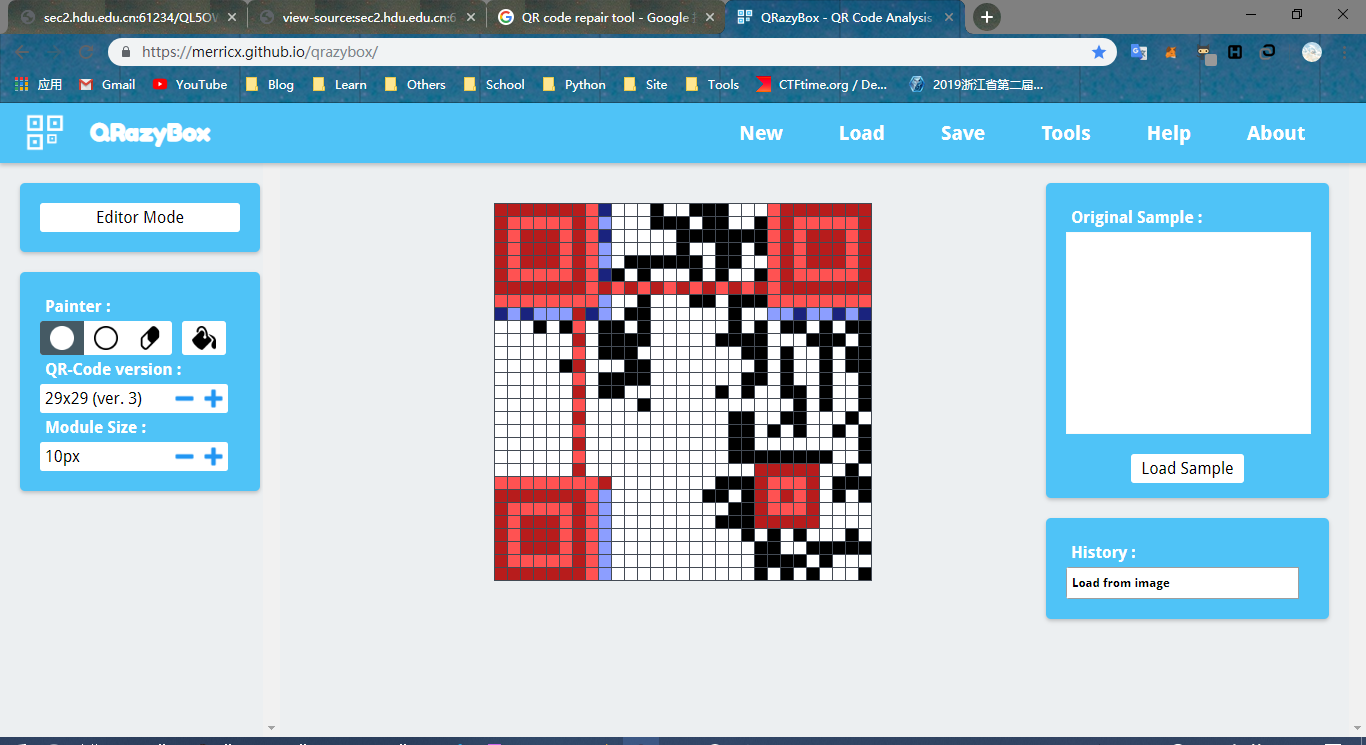 sec2.hdu.edu.cn:61234/QL5O
view-source:sec2.hdu.edu.cn:6
QR code repair tool - Google
QRazyBox - QR Code Analysis
https://merricx.github.io/qrazybox/
应用 Gmail YouTube Blog Learn Others School Python Site Tools CTFtime.org / De... 2019浙江省第二届...
QRazyBox New Load Save Tools Help About
Editor Mode
Painter :
QR-Code version :
29x29 (ver. 3)
Module Size :
10px
Original Sample :
Load Sample
History :
Load from image